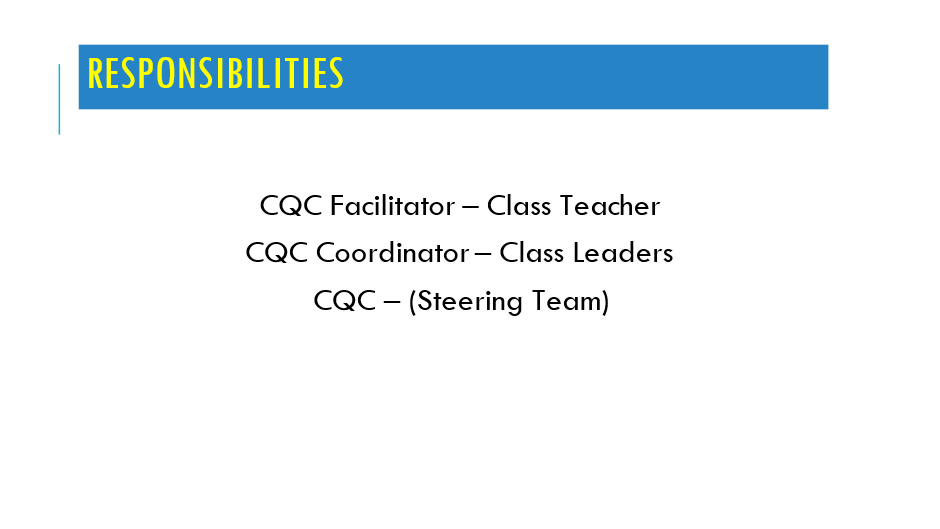 RESPONSIBILITIES
CQC Facilitator – Class Teacher
CQC Coordinator – Class Leaders
CQC – (Steering Team)